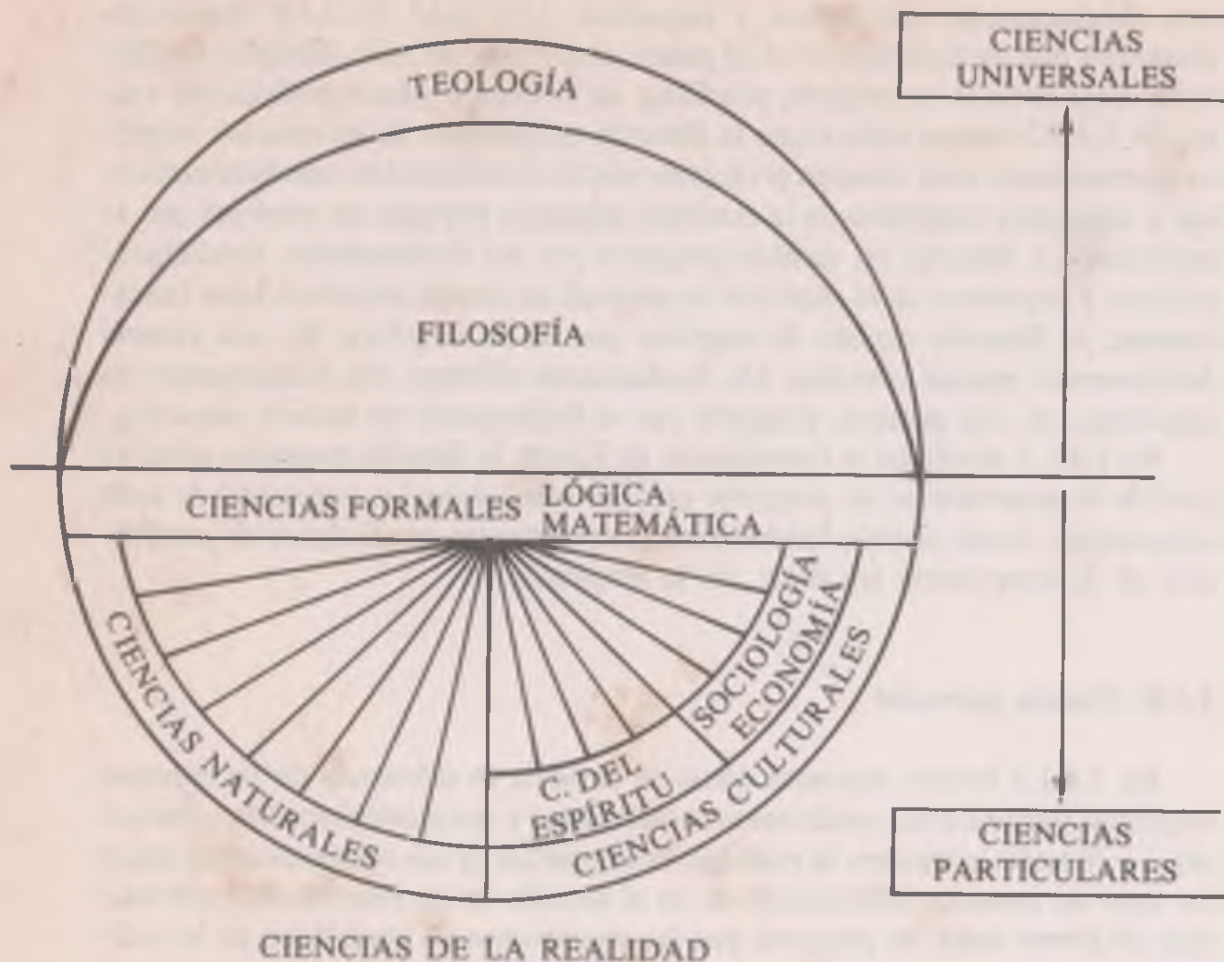 CIENCIAS
UNIVERSALES
TEOLOGÍA
FILOSOFÍA
CIENCIAS FORMALES
LÓGICA
MATEMÁTICA
CIENCIAS NATURALES
C. DEL
ESPÍRITU
SOCIOLOGÍA
ECONOMÍA
CIENCIAS CULTURALES
CIENCIAS
PARTICULARES
CIENCIAS DE LA REALIDAD